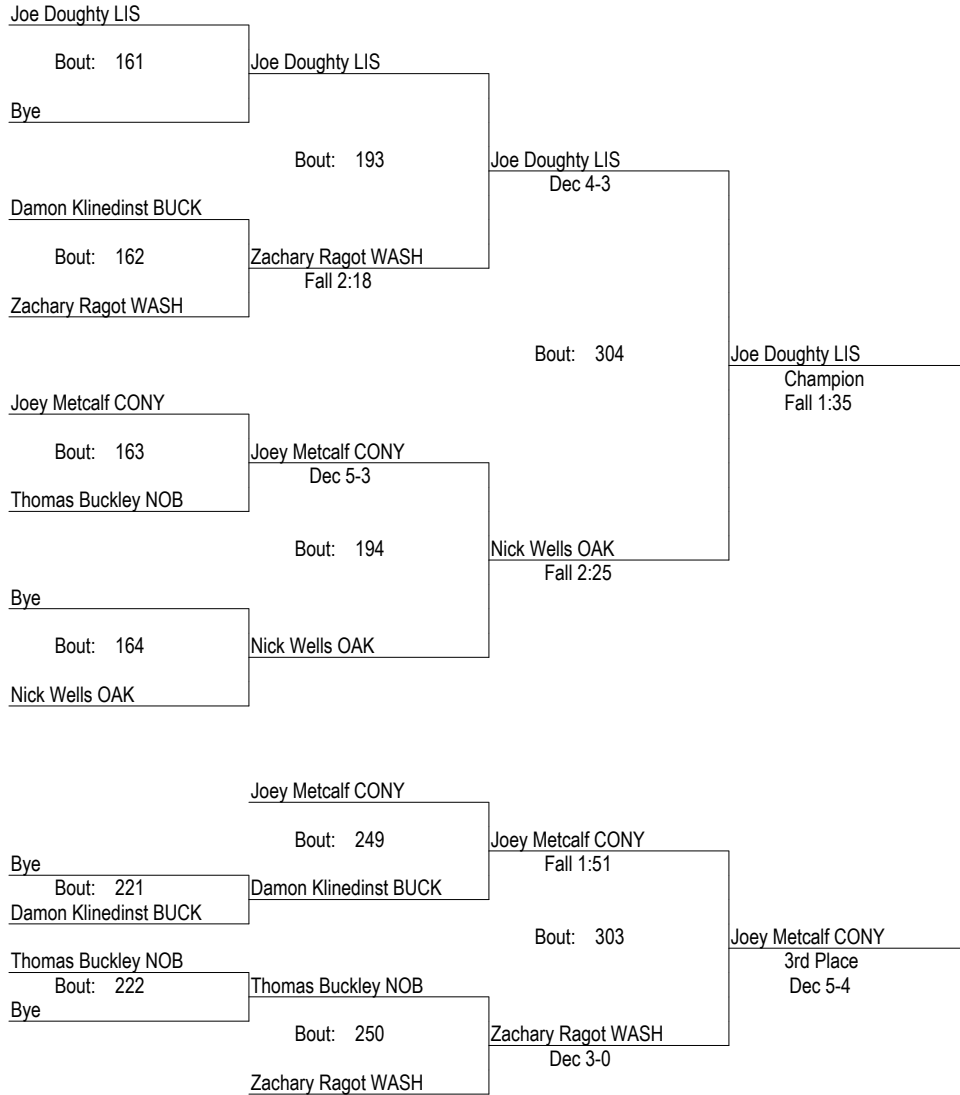 Joe Doughty LIS
Bout: 161
Joe Doughty LIS
Bye
Bout: 193
Joe Doughty LIS
Dec 4-3
Damon Klinedinst BUCK
Bout: 162
Zachary Ragot WASH
Fall 2:18
Zachary Ragot WASH
Bout: 304
Joe Doughty LIS
Champion
Fall 1:35
Joey Metcalf CONY
Bout: 163
Joey Metcalf CONY
Dec 5-3
Thomas Buckley NOB
Bout: 194
Nick Wells OAK
Fall 2:25
Bye
Bout: 164
Nick Wells OAK
Nick Wells OAK
Joey Metcalf CONY
Bout: 249
Joey Metcalf CONY
Fall 1:51
Bye
Bout: 221
Damon Klinedinst BUCK
Damon Klinedinst BUCK
Bout: 303
Joey Metcalf CONY
3rd Place
Dec 5-4
Thomas Buckley NOB
Bout: 222
Thomas Buckley NOB
Bye
Bout: 250
Zachary Ragot WASH
Dec 3-0
Zachary Ragot WASH